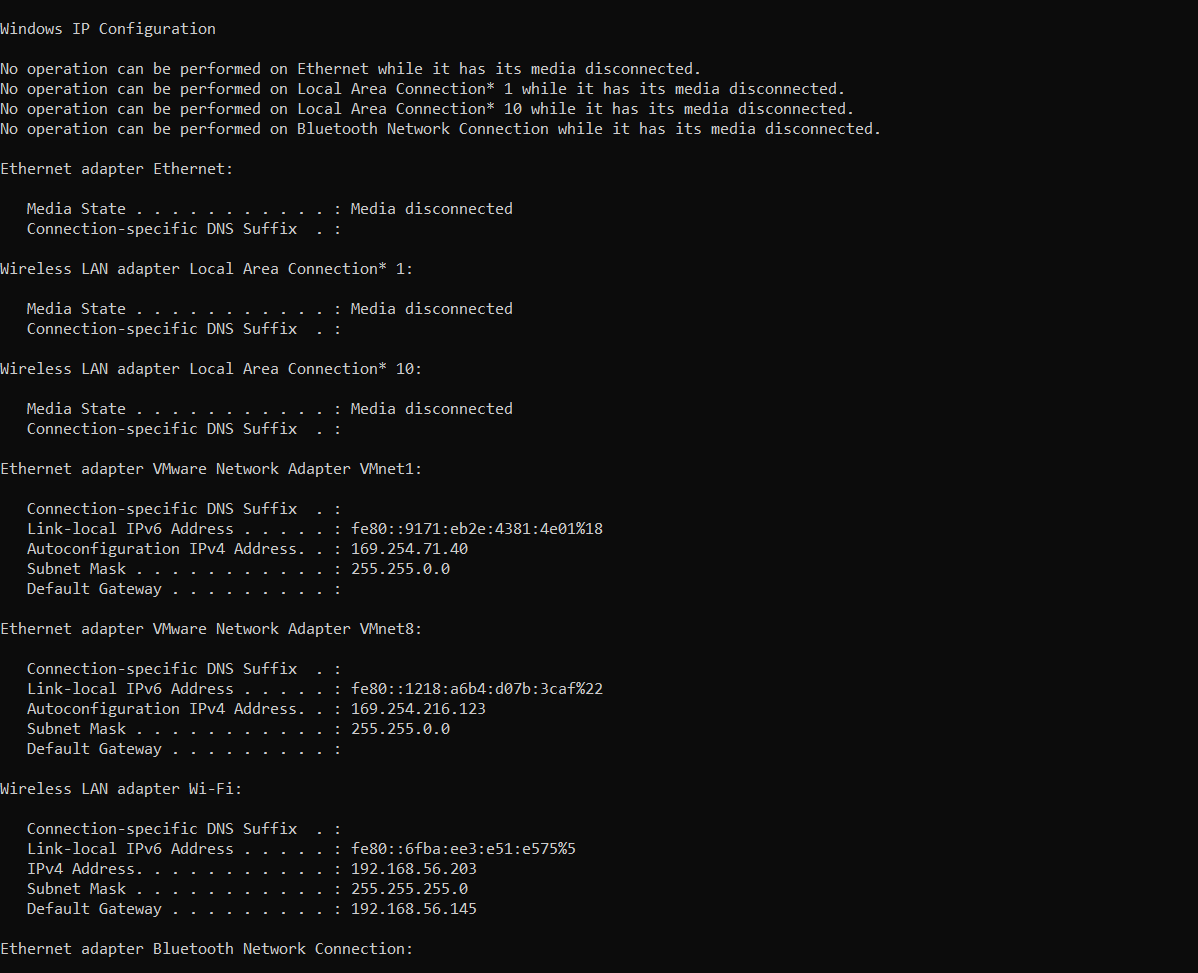 Windows IP Configuration
No operation can be performed on Ethernet while it has its media disconnected.
No operation can be performed on Local Area Connection* 1 while it has its media disconnected.
No operation can be performed on Local Area Connection* 10 while it has its media disconnected.
No operation can be performed on Bluetooth Network Connection while it has its media disconnected.
Ethernet adapter Ethernet:
Media State . . . . . . . . . . . : Media disconnected
Connection-specific DNS Suffix  . :
Wireless LAN adapter Local Area Connection* 1:
Media State . . . . . . . . . . . : Media disconnected
Connection-specific DNS Suffix  . :
Wireless LAN adapter Local Area Connection* 10:
Media State . . . . . . . . . . . : Media disconnected
Connection-specific DNS Suffix  . :
Ethernet adapter VMware Network Adapter VMnet1:
Connection-specific DNS Suffix  . :
Link-local IPv6 Address . . . . . : fe80::9171:eb2e:4381:4e01%18
Autoconfiguration IPv4 Address. . : 169.254.71.40
Subnet Mask . . . . . . . . . . . : 255.255.0.0
Default Gateway . . . . . . . . . :
Ethernet adapter VMware Network Adapter VMnet8:
Connection-specific DNS Suffix  . :
Link-local IPv6 Address . . . . . : fe80::1218:a6b4:d07b:3caf%22
Autoconfiguration IPv4 Address. . : 169.254.216.123
Subnet Mask . . . . . . . . . . . : 255.255.0.0
Default Gateway . . . . . . . . . :
Wireless LAN adapter Wi-Fi:
Connection-specific DNS Suffix  . :
Link-local IPv6 Address . . . . . : fe80::6fba:ee3:e51:e575%5
IPv4 Address. . . . . . . . . . . : 192.168.56.203
Subnet Mask . . . . . . . . . . . : 255.255.255.0
Default Gateway . . . . . . . . . : 192.168.56.145
Ethernet adapter Bluetooth Network Connection: